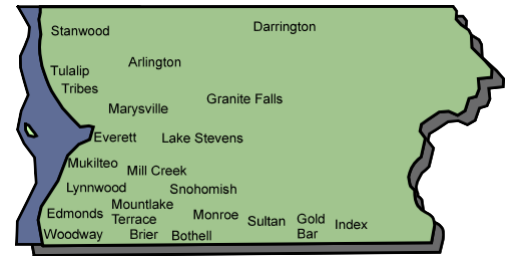 Darrington
Stanwood
Arlington
Tulalip
Tribes
Granite Falls
Marysville
Everett
Lake Stevens
Mukilteo
Mill Creek
Lynnwood
Snohomish
Mountlake
Terrace
Edmonds
Monroe
Sultan
Gold
Bar
Index
Woodway
Brier
Bothell